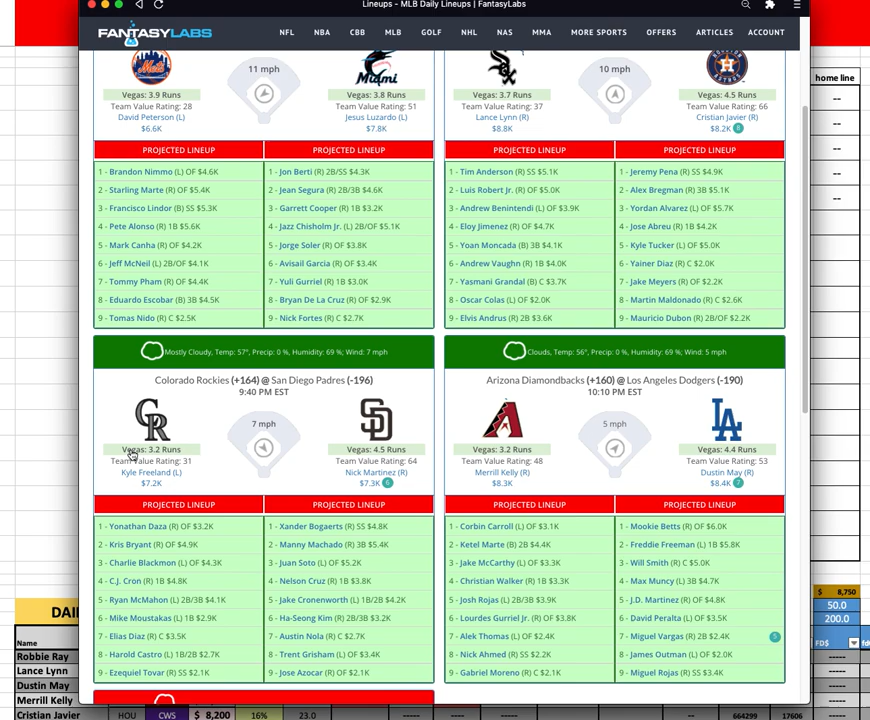 Lineups - MLB Daily Lineups | FantasyLabs
FANTASYLABS
NFL NBA CBB MLB GOLF NHL NAS MMA MORE SPORTS OFFERS ARTICLES ACCOUNT
home line
Mets
11 mph
Miami
Vegas: 3.9 Runs
Team Value Rating: 28
David Peterson (L)
$6.6K
Vegas: 3.8 Runs
Team Value Rating: 51
Jesus Luzardo (L)
$7.8K
PROJECTED LINEUP
1 - Brandon Nimmo (L) OF $4.6K
2 - Starling Marte (R) OF $5.4K
3 - Francisco Lindor (B) SS $5.3K
4 - Pete Alonso (R) 1B $5.6K
5 - Mark Canha (R) OF $4.2K
6 - Jeff McNeil (L) 2B/OF $4.1K
7 - Tommy Pham (R) OF $4.4K
8 - Eduardo Escobar (B) 3B $4.5K
9 - Tomas Nido (R) C $2.5K
PROJECTED LINEUP
1 - Jon Berti (R) 2B/SS $4.3K
2 - Jean Segura (R) 2B/3B $4.6K
3 - Garrett Cooper (R) 1B $3.2K
4 - Jazz Chisholm Jr. (L) 2B/OF $5.1K
5 - Jorge Soler (R) OF $3.8K
6 - Avisail Garcia (R) OF $3.4K
7 - Yuli Gurriel (R) 1B $3.0K
8 - Bryan De La Cruz (R) OF $2.9K
9 - Nick Fortes (R) C $2.7K
10 mph
Vegas: 3.7 Runs
Team Value Rating: 37
Lance Lynn (R)
$8.8K
Vegas: 4.5 Runs
Team Value Rating: 66
Cristian Javier (R)
$8.2K 8
PROJECTED LINEUP
1 - Tim Anderson (R) SS $5.1K
2 - Luis Robert Jr. (R) OF $5.0K
3 - Andrew Benintendi (L) OF $3.9K
4 - Eloy Jimenez (R) OF $4.7K
5 - Yoan Moncada (B) 3B $4.1K
6 - Andrew Vaughn (R) 1B $4.0K
7 - Yasmani Grandal (B) C $3.7K
8 - Oscar Colas (L) OF $2.0K
9 - Elvis Andrus (R) 2B $3.6K
PROJECTED LINEUP
1 - Jeremy Pena (R) SS $4.9K
2 - Alex Bregman (R) 3B $5.1K
3 - Yordan Alvarez (L) OF $5.7K
4 - Jose Abreu (R) 1B $4.2K
5 - Kyle Tucker (L) OF $5.0K
6 - Yainer Diaz (R) C $2.0K
7 - Jake Meyers (R) OF $2.2K
8 - Martin Maldonado (R) C $2.6K
9 - Mauricio Dubon (R) 2B/OF $2.2K
Mostly Cloudy, Temp: 57°, Precip: 0 %, Humidity: 69 %; Wind: 7 mph
Colorado Rockies (+164) @ San Diego Padres (-196)
9:40 PM EST
CR
7 mph
SD
Vegas: 3.2 Runs
Team Value Rating: 31
Kyle Freeland (L)
$7.2K
Vegas: 4.5 Runs
Team Value Rating: 64
Nick Martinez (R)
$7.3K 6
PROJECTED LINEUP
1 - Yonathan Daza (R) OF $3.2K
2 - Kris Bryant (R) OF $4.9K
3 - Charlie Blackmon (L) OF $4.3K
4 - C.J. Cron (R) 1B $4.8K
5 - Ryan McMahon (L) 2B/3B $4.1K
6 - Mike Moustakas (L) 1B $2.9K
7 - Elias Diaz (R) C $3.5K
8 - Harold Castro (L) 1B/2B $2.7K
9 - Ezequiel Tovar (R) SS $2.1K
PROJECTED LINEUP
1 - Xander Bogaerts (R) SS $4.8K
2 - Manny Machado (R) 3B $5.4K
3 - Juan Soto (L) OF $5.2K
4 - Nelson Cruz (R) 1B $3.8K
5 - Jake Cronenworth (L) 1B/2B $4.2K
6 - Ha-Seong Kim (R) 2B/3B $3.2K
7 - Austin Nola (R) C $2.7K
8 - Trent Grisham (L) OF $3.4K
9 - Jose Azocar (R) OF $2.1K
Clouds, Temp: 56°, Precip: 0 %, Humidity: 69 %; Wind: 5 mph
Arizona Diamondbacks (+160) @ Los Angeles Dodgers (-190)
10:10 PM EST
A
5 mph
LA
Vegas: 3.2 Runs
Team Value Rating: 48
Merrill Kelly (R)
$8.3K
Vegas: 4.4 Runs
Team Value Rating: 53
Dustin May (R)
$8.4K 7
PROJECTED LINEUP
1 - Corbin Carroll (L) OF $3.1K
2 - Ketel Marte (B) 2B $4.4K
3 - Jake McCarthy (L) OF $3.3K
4 - Christian Walker (R) 1B $3.3K
5 - Josh Rojas (L) 2B/3B $3.9K
6 - Lourdes Gurriel Jr. (R) OF $3.8K
7 - Alek Thomas (L) OF $2.4K
8 - Nick Ahmed (R) SS $2.2K
9 - Gabriel Moreno (R) C $2.1K
PROJECTED LINEUP
1 - Mookie Betts (R) OF $6.0K
2 - Freddie Freeman (L) 1B $5.8K
3 - Will Smith (R) C $5.0K
4 - Max Muncy (L) 3B $4.7K
5 - J.D. Martinez (R) OF $4.8K
6 - David Peralta (L) OF $3.5K
7 - Miguel Vargas (R) 2B $2.4K
8 - James Outman (L) OF $2.0K
9 - Miguel Rojas (R) SS $3.4K
$ 8,750
50.0
200.0
FD$
DAI
Name
Robbie Ray
Lance Lynn
Dustin May
Merrill Kelly
Cristian Javier HOU CWS $ 8,200 16% 23.0 664299 17606